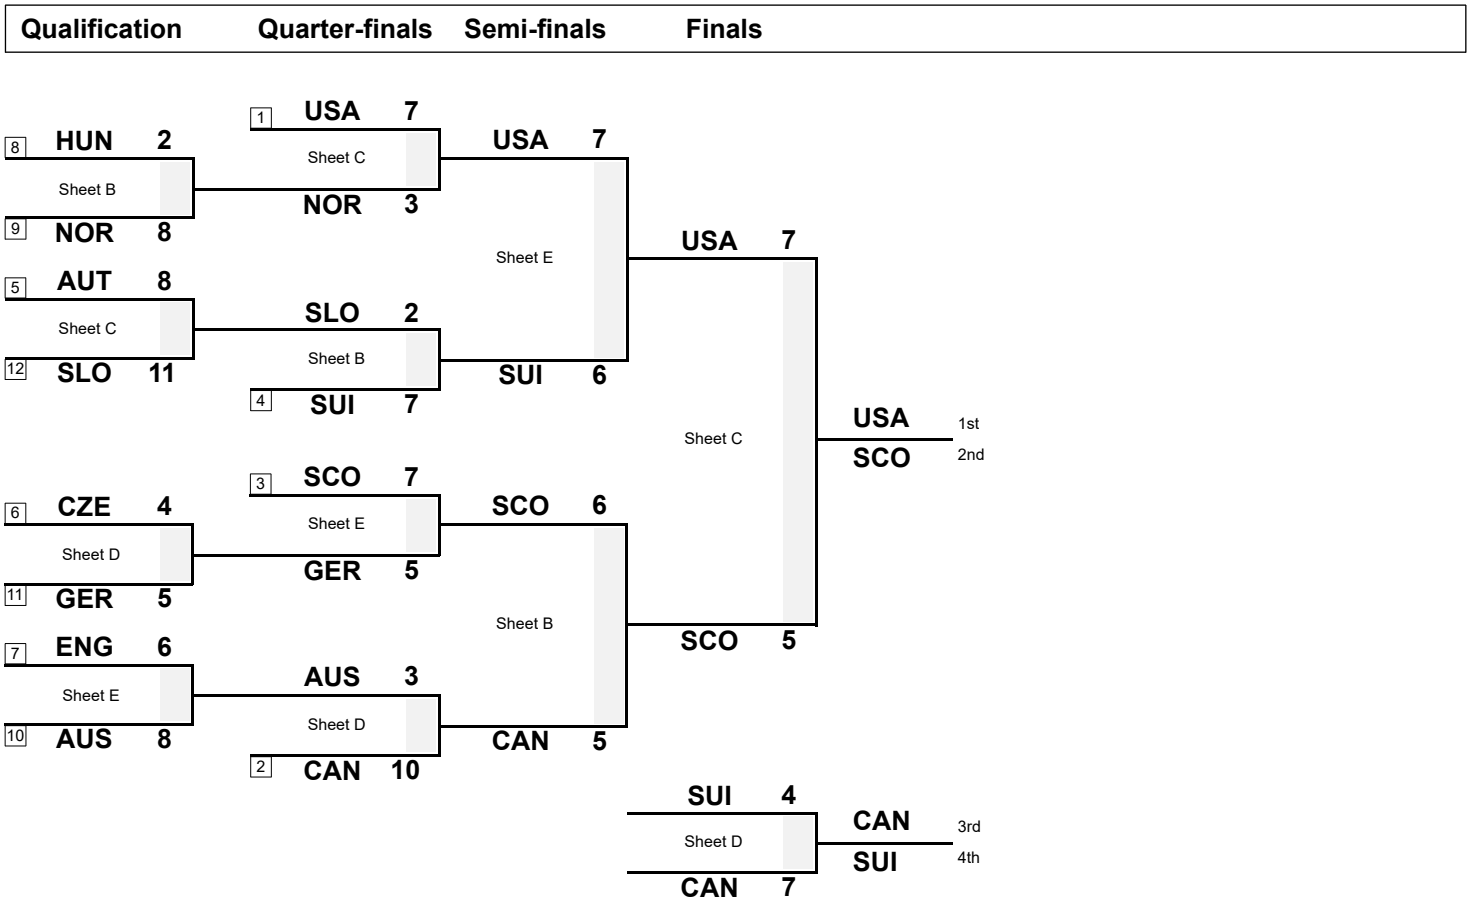 Qualification Quarter-finals Semi-finals Finals
1 USA 7
8 HUN 2
USA 7
Sheet C
Sheet B
NOR 3
9 NOR 8
USA 7
Sheet E
5 AUT 8
SLO 2
Sheet C
Sheet B
12 SLO 11
SUI 6
4 SUI 7
USA 1st
Sheet C
SCO 2nd
3 SCO 7
6 CZE 4
SCO 6
Sheet E
Sheet D
GER 5
11 GER 5
Sheet B
7 ENG 6
SCO 5
AUS 3
Sheet E
Sheet D
10 AUS 8
CAN 5
2 CAN 10
SUI 4
CAN 3rd
Sheet D
SUI 4th
CAN 7